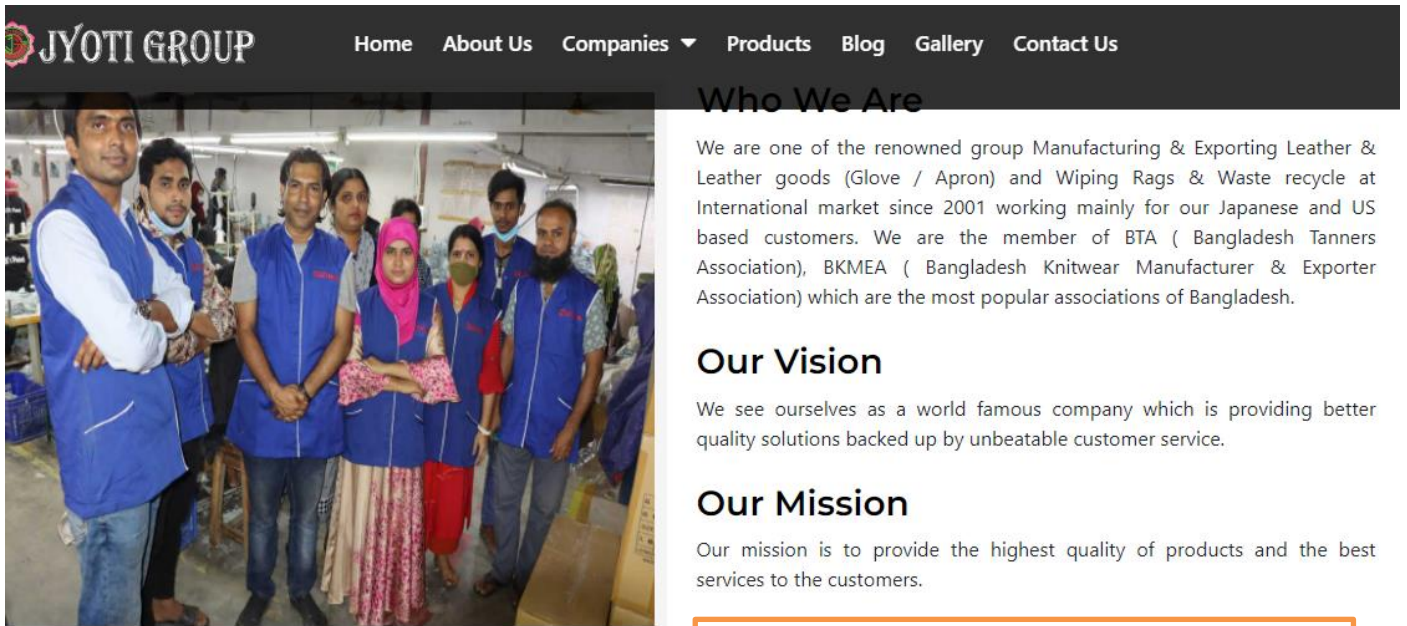 JYOTI GROUP
Home About Us Companies Products Blog Gallery Contact Us
Who We Are
We are one of the renowned group Manufacturing & Exporting Leather &
Leather goods (Glove / Apron) and Wiping Rags & Waste recycle at
International market since 2001 working mainly for our Japanese and US
based customers. We are the member of BTA ( Bangladesh Tanners
Association), BKMEA ( Bangladesh Knitwear Manufacturer & Exporter
Association) which are the most popular associations of Bangladesh.
Our Vision
We see ourselves as a world famous company which is providing better
quality solutions backed up by unbeatable customer service.
Our Mission
Our mission is to provide the highest quality of products and the best
services to the customers.